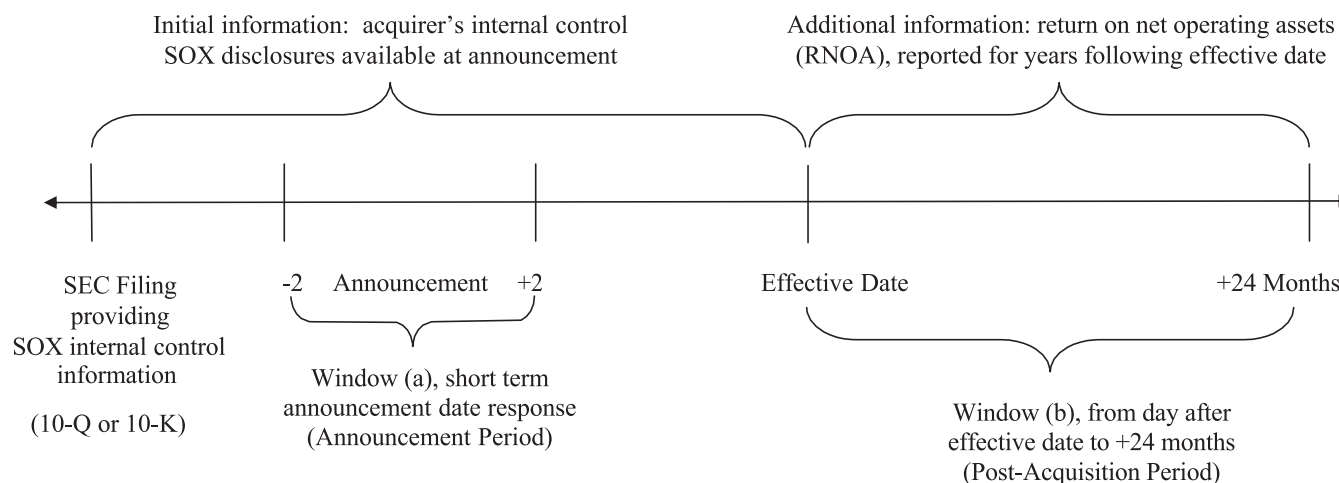 Initial information: acquirer's internal control
SOX disclosures available at announcement
Additional information: return on net operating assets
(RNOA), reported for years following effective date
SEC Filing
providing
SOX internal control
information
(10-Q or 10-K)
-2 Announcement +2
Window (a), short term
announcement date response
(Announcement Period)
Effective Date
+24 Months
Window (b), from day after
effective date to +24 months
(Post-Acquisition Period)